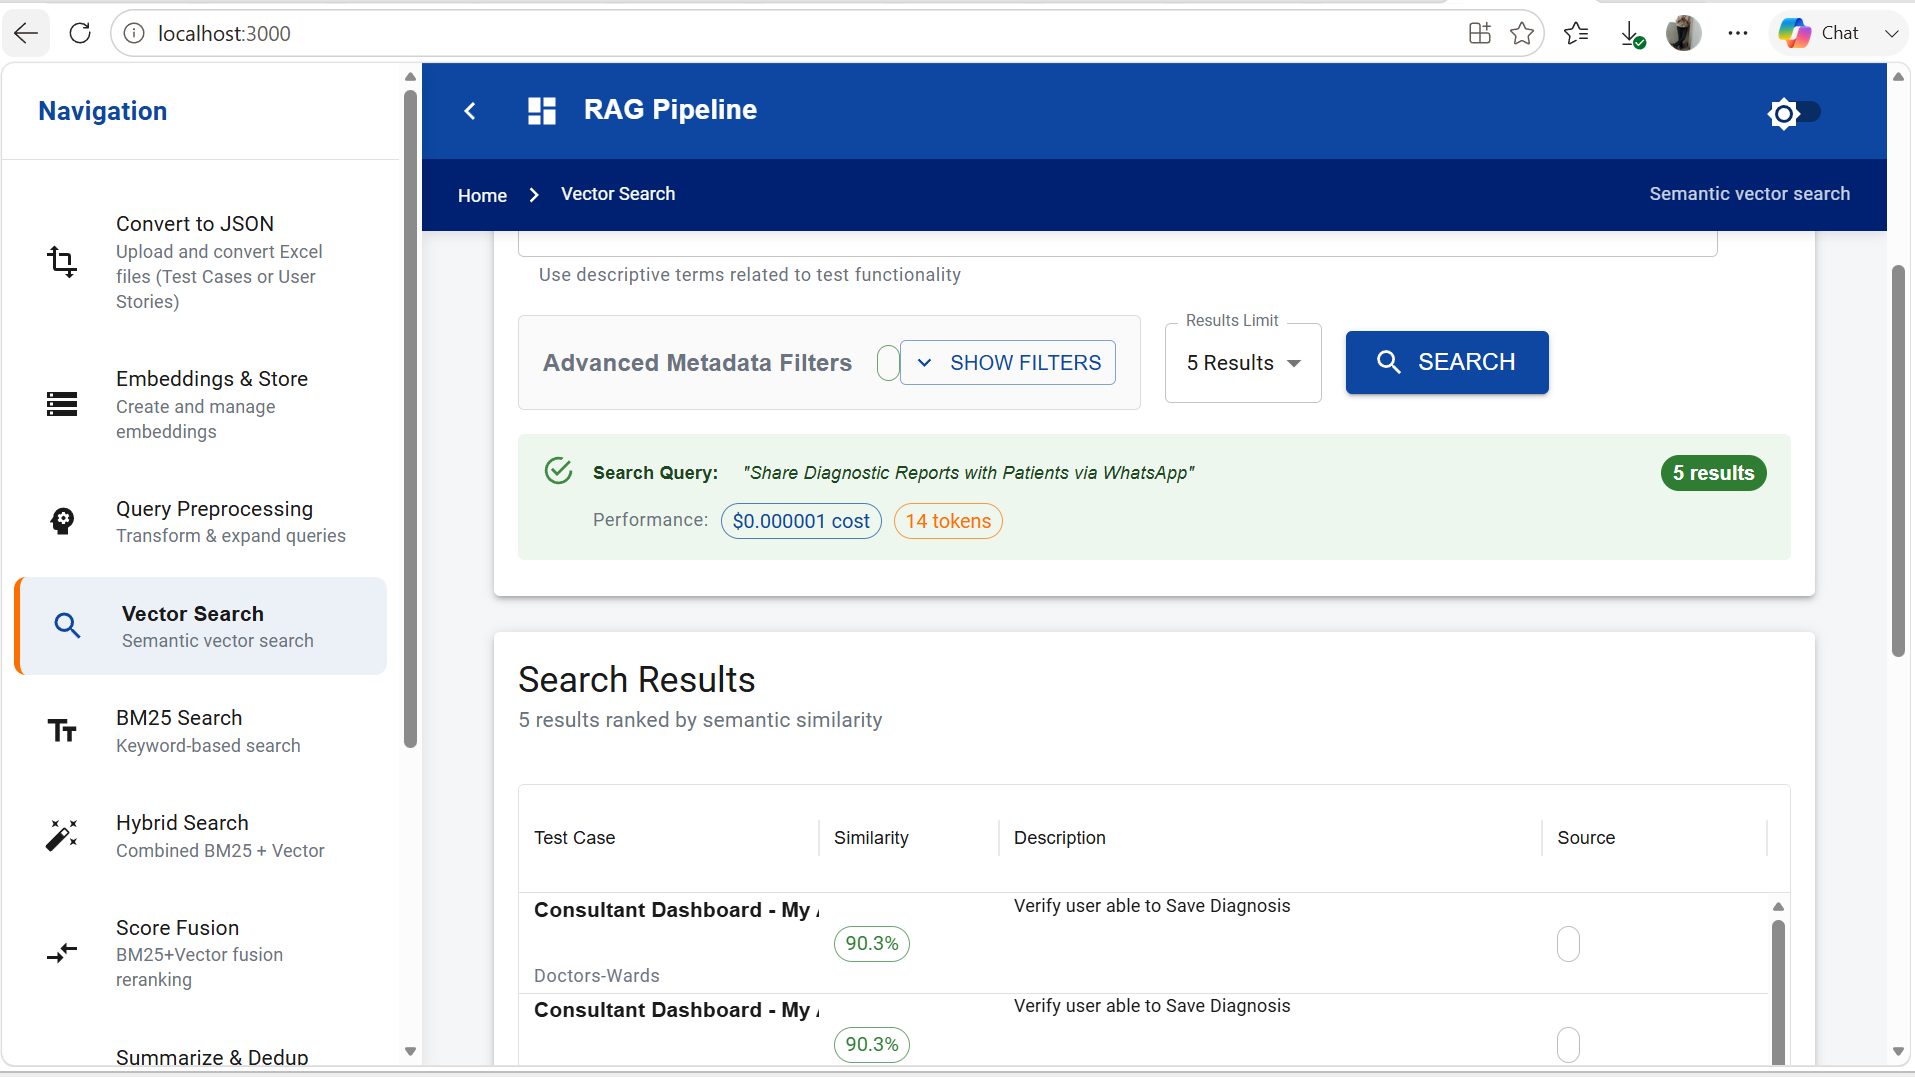 localhost:3000
Chat
Navigation
Convert to JSON
Upload and convert Excel
files (Test Cases or User
Stories)
Embeddings & Store
Create and manage
embeddings
Query Preprocessing
Transform & expand queries
Vector Search
Semantic vector search
BM25 Search
Keyword-based search
Hybrid Search
Combined BM25 + Vector
Score Fusion
BM25+Vector fusion
reranking
Summarize & Dedup
RAG Pipeline
Home
Vector Search
Semantic vector search
Use descriptive terms related to test functionality
Advanced Metadata Filters
SHOW FILTERS
Results Limit
5 Results
SEARCH
Search Query: "Share Diagnostic Reports with Patients via WhatsApp"
5 results
Performance: $0.000001 cost 14 tokens
Search Results
5 results ranked by semantic similarity
Test Case Similarity Description Source
Consultant Dashboard - My
Verify user able to Save Diagnosis
90.3%
Doctors-Wards
Consultant Dashboard - My
Verify user able to Save Diagnosis
90.3%